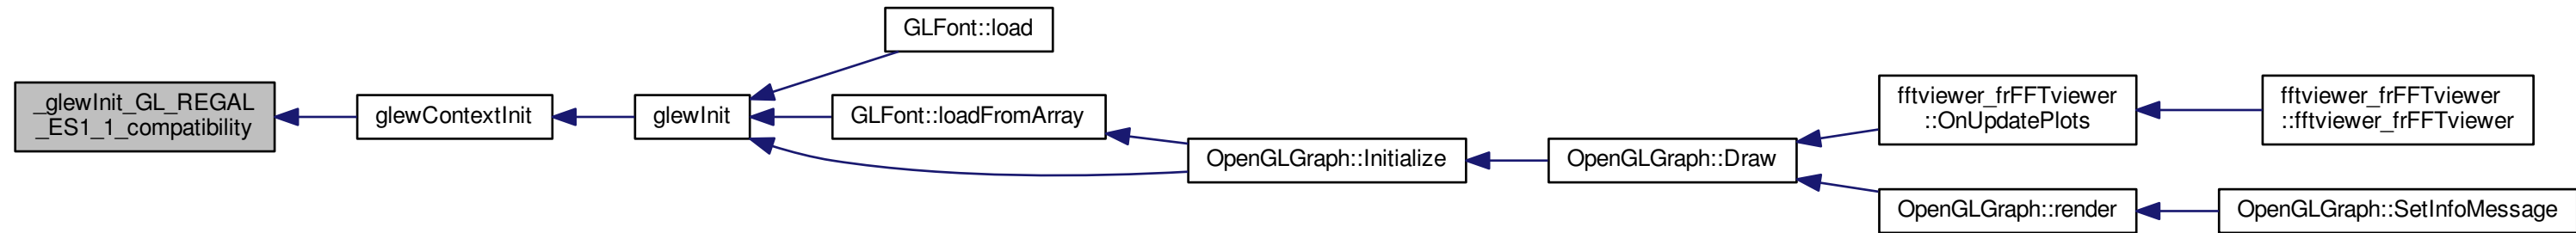 _glewInit_GL_REGAL
_ES1_1_compatibility
glewContextInit
glewInit
GLFont::load
GLFont::loadFromArray
OpenGLGraph::Initialize
OpenGLGraph::Draw
fftviewer_frFFTviewer
::OnUpdatePlots
fftviewer_frFFTviewer
::fftviewer_frFFTviewer
OpenGLGraph::render
OpenGLGraph::SetInfoMessage